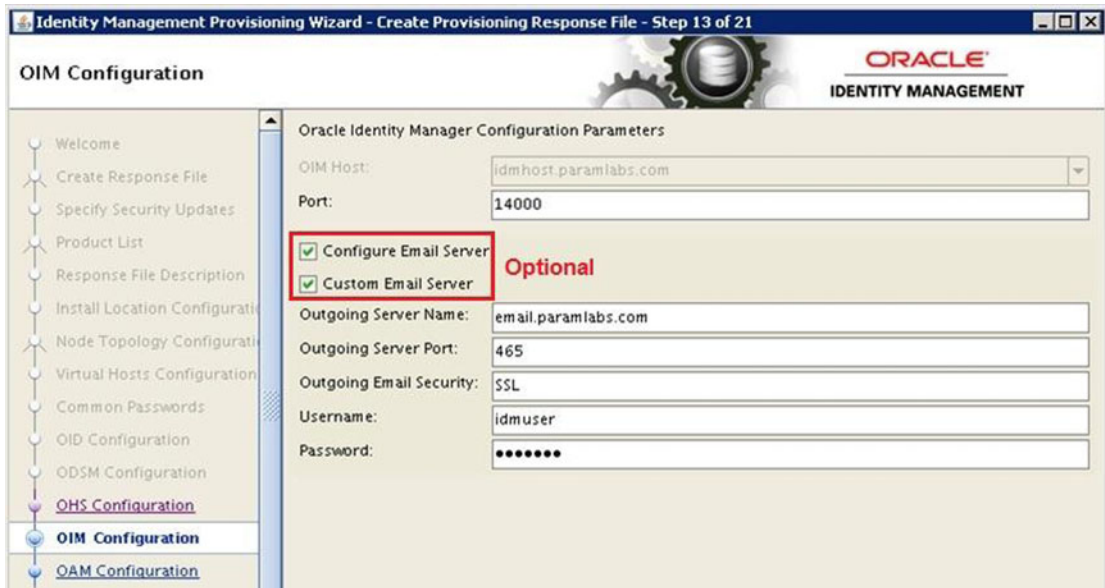 Identity Management Provisioning Wizard - Create Provisioning Response File - Step 13 of 21
OIM Configuration
ORACLE
IDENTITY MANAGEMENT
Welcome
Create Response File
Specify Security Updates
Product List
Response File Description
Install Location Configurati
Node Topology Configurati
Virtual Hosts Configuration
Common Passwords
OID Configuration
ODSM Configuration
OHS Configuration
OIM Configuration
OAM Configuration
Oracle Identity Manager Configuration Parameters
OIM Host: idmhost.paramlabs.com
Port: 14000
Configure Email Server
Custom Email Server
Optional
Outgoing Server Name: email.paramlabs.com
Outgoing Server Port: 465
Outgoing Email Security: SSL
Username: idmuser
Password: •••••••